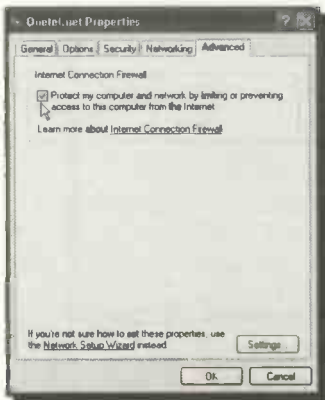 Onetel.net Properties
General
Options
Security
Networking
Advanced
Internet Connection Firewall
Protect my computer and network by limiting or preventing
access to this computer from the Internet
Learn more about Internet Connection Firewall
If you're not sure how to set these properties, use
the Network Setup Wizard instead
Settings...
OK
Cancel